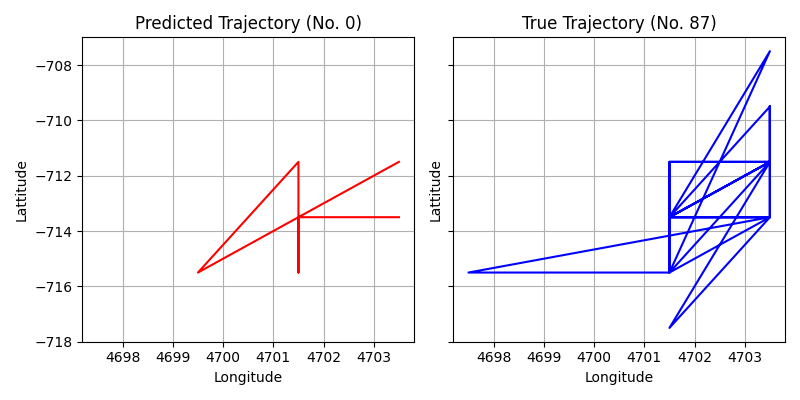 Predicted Trajectory (No. 0)
True Trajectory (No. 87)
−708
−710
−712
−714
−716
−718
Lattitude
Lattitude
4698 4699 4700 4701 4702 4703
4698 4699 4700 4701 4702 4703
Longitude
Longitude